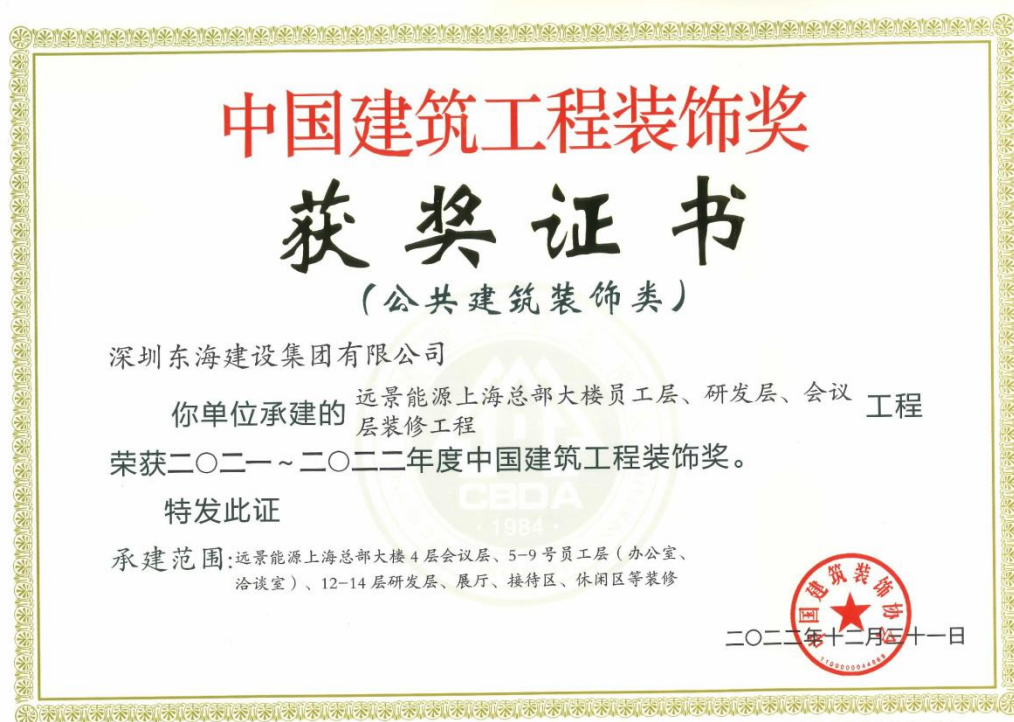 中国建筑工程装饰奖
获奖证书
（公共建筑装饰类）
深圳东海建设集团有限公司
你单位承建的 远景能源上海总部大楼员工层、研发层、会议
层装修工程 工程
荣获二〇二一~二〇二二年度中国建筑工程装饰奖。
特发此证
CBDA
·1984·
承建范围:远景能源上海总部大楼4层会议层、5-9号员工层（办公室、
洽谈室）、12-14层研发层、展厅、接待区、休闲区等装修
中国建筑装饰协会
二〇二二年十二月三十一日